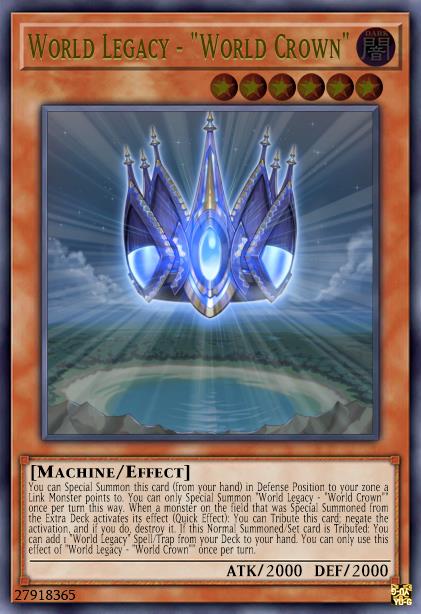 World Legacy - "World Crown"
DARK
闇
[Machine/Effect]
You can Special Summon this card (from your hand) in Defense Position to your zone a
Link Monster points to. You can only Special Summon "World Legacy - "World Crown""
once per turn this way. When a monster on the field that was Special Summoned from
the Extra Deck activates its effect (Quick Effect): You can Tribute this card; negate the
activation, and if you do, destroy it. If this Normal Summoned/Set card is Tributed: You
can add 1 "World Legacy" Spell/Trap from your Deck to your hand. You can only use this
effect of "World Legacy - "World Crown"" once per turn.
ATK/2000 DEF/2000
27918365